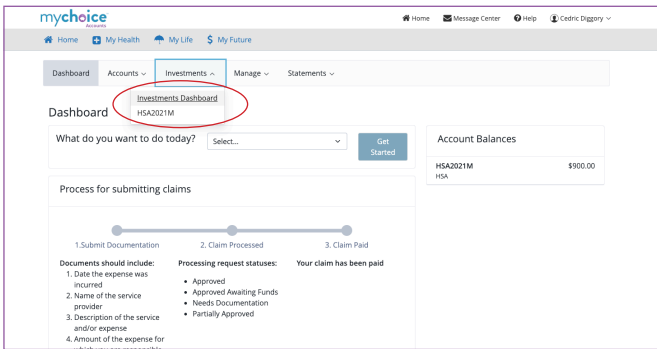 mychoice
Accounts
Home Message Center Help Cedric Diggory
Home My Health My Life My Future
Dashboard Accounts Investments Manage Statements
Investments Dashboard
HSA2021M
Dashboard
What do you want to do today? Select... Get Started
Account Balances
HSA2021M $900.00
HSA
Process for submitting claims
1.Submit Documentation 2. Claim Processed 3. Claim Paid
Documents should include: Processing request statuses: Your claim has been paid
1. Date the expense was
incurred
2. Name of the service
provider
3. Description of the service
and/or expense
4. Amount of the expense for
which you are responsible
• Approved
• Approved Awaiting Funds
• Needs Documentation
• Partially Approved